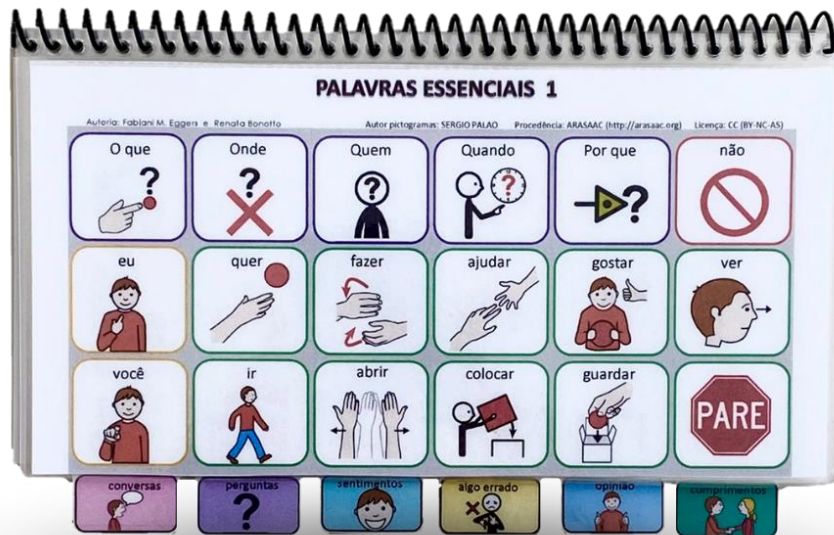 PALAVRAS ESSENCIAIS 1
Autoria: Fabiani M. Eggers e Renata Bonotto Autor pictogramas: SERGIO PALAO Procedência: ARASAAC (http://arasaac.org) Licença: CC (BY-NC-AS)
O que Onde Quem Quando Por que não
? ? ? ? ?
eu quer fazer ajudar gostar ver
você ir abrir colocar guardar
PARE
conversas perguntas sentimentos algo errado opinião cumprimentos
?